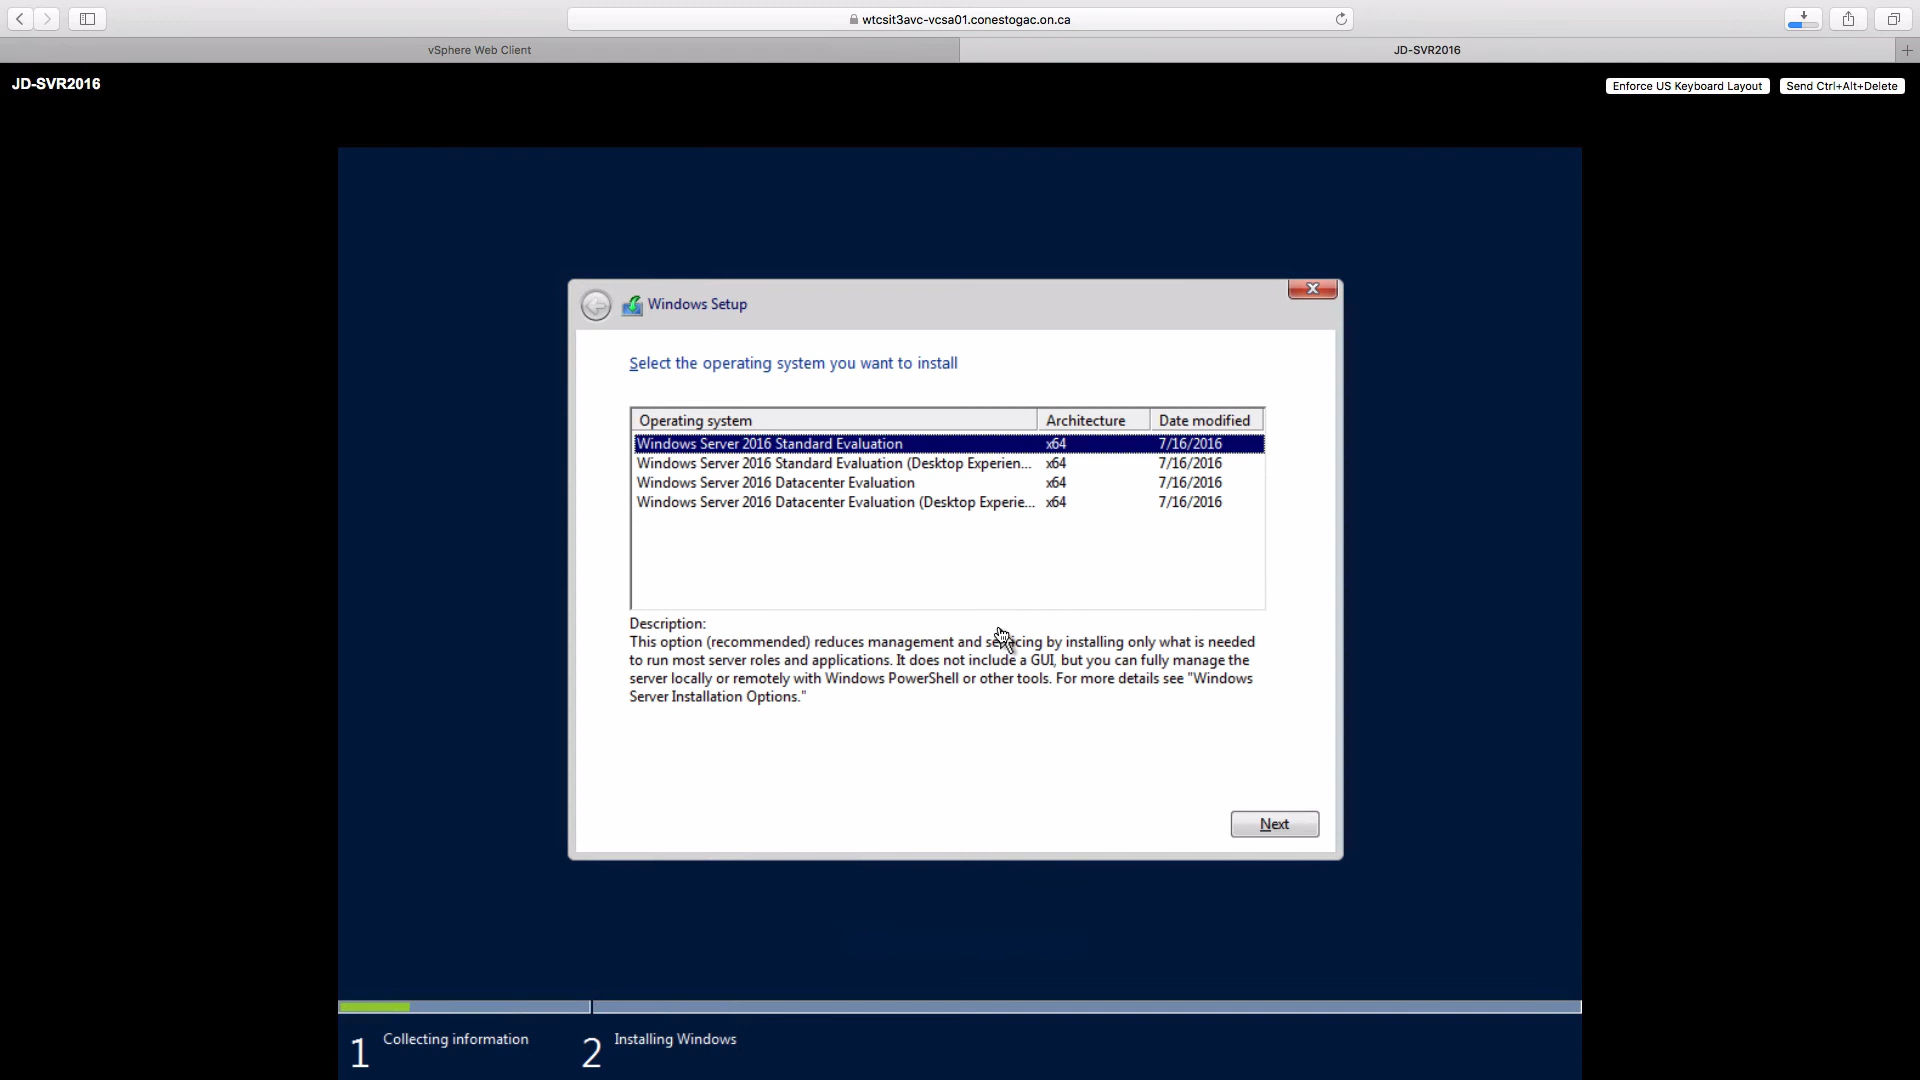 wtcsit3avc-vcsa01.conestogac.on.ca
vSphere Web Client
JD-SVR2016
JD-SVR2016
Enforce US Keyboard Layout
Send Ctrl+Alt+Delete
Windows Setup
Select the operating system you want to install
Operating system Architecture Date modified
Windows Server 2016 Standard Evaluation x64 7/16/2016
Windows Server 2016 Standard Evaluation (Desktop Experien... x64 7/16/2016
Windows Server 2016 Datacenter Evaluation x64 7/16/2016
Windows Server 2016 Datacenter Evaluation (Desktop Experie... x64 7/16/2016
Description:
This option (recommended) reduces management and servicing by installing only what is needed
to run most server roles and applications. It does not include a GUI, but you can fully manage the
server locally or remotely with Windows PowerShell or other tools. For more details see "Windows
Server Installation Options."
Next
1 Collecting information
2 Installing Windows